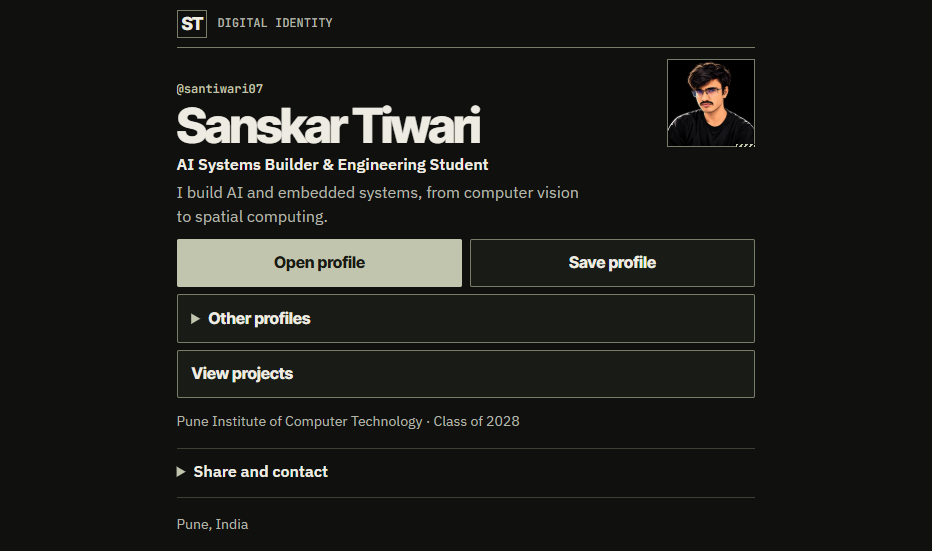 ST DIGITAL IDENTITY
@santiwari07
Sanskar Tiwari
AI Systems Builder & Engineering Student
I build AI and embedded systems, from computer vision
to spatial computing.
Open profile Save profile
Other profiles
View projects
Pune Institute of Computer Technology · Class of 2028
Share and contact
Pune, India